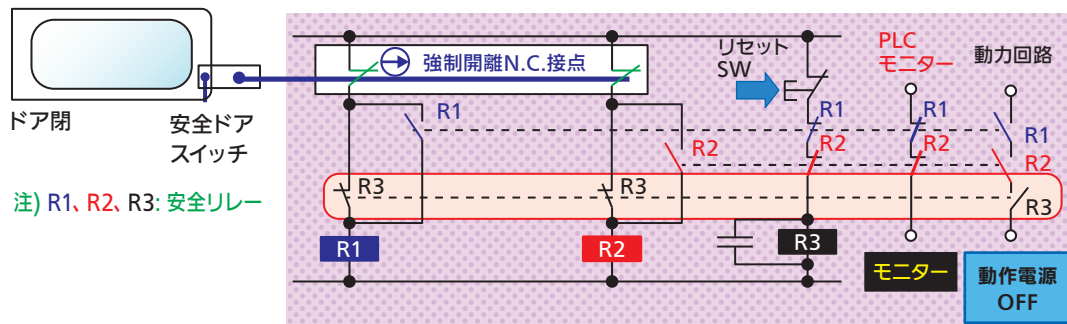 ドア閉
安全ドア
スイッチ
注) R1、R2、R3: 安全リレー
強制開離N.C.接点
リセット
SW
PLC
モニター
動力回路
R1
R1
R1
R1
R2
R2
R2
R2
R3
R3
R3
R1
R2
R3
モニター
動作電源
OFF